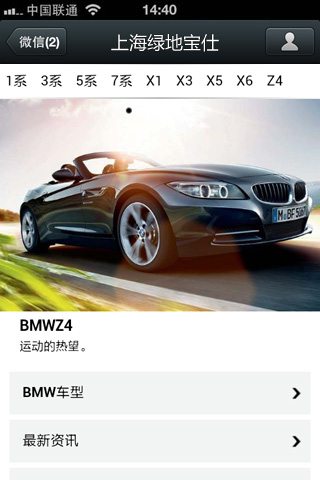 中国联通 14:40
微信(2) 上海绿地宝仕
1系 3系 5系 7系 X1 X3 X5 X6 Z4
M·BF 5067
BMWZ4
运动的热望。
BMW车型
最新资讯